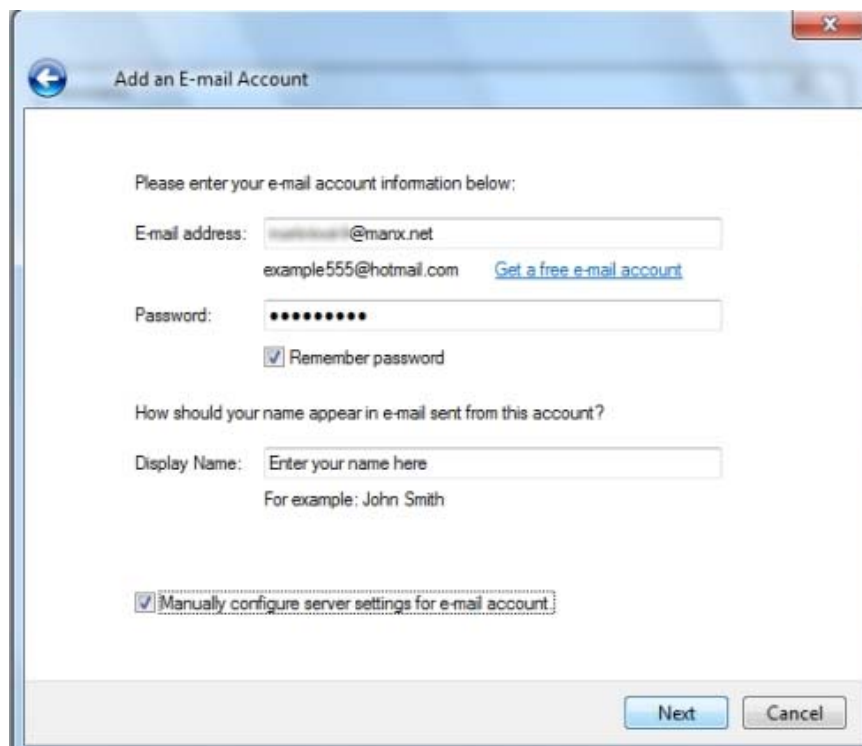 Add an E-mail Account
Please enter your e-mail account information below:
E-mail address: @manx.net
example555@hotmail.com Get a free e-mail account
Password: •••••••••
Remember password
How should your name appear in e-mail sent from this account?
Display Name: Enter your name here
For example: John Smith
Manually configure server settings for e-mail account.
Next Cancel